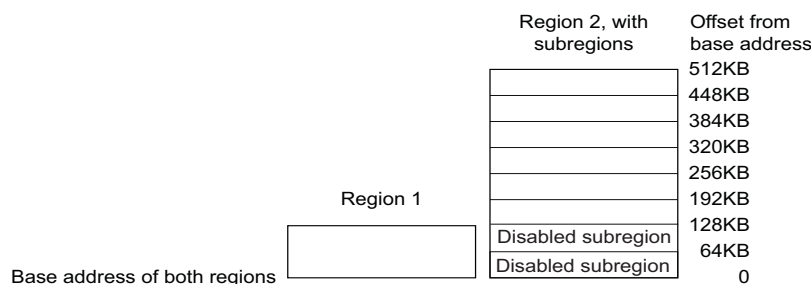 Region 2, with
subregions
Offset from
base address
512KB
448KB
384KB
320KB
256KB
192KB
Region 1
128KB
Disabled subregion
64KB
Disabled subregion
Base address of both regions
0